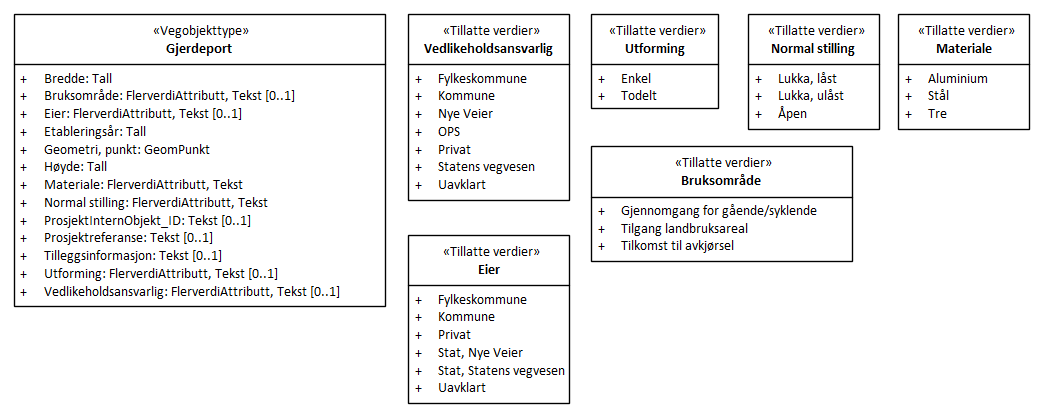 «Vegobjekttype»
Gjerdeport
+ Bredde: Tall
+ Bruksområde: FlerverdiAttributt, Tekst [0..1]
+ Eier: FlerverdiAttributt, Tekst [0..1]
+ Etableringsår: Tall
+ Geometri, punkt: GeomPunkt
+ Høyde: Tall
+ Materiale: FlerverdiAttributt, Tekst
+ Normal stilling: FlerverdiAttributt, Tekst
+ ProsjektInternObjekt_ID: Tekst [0..1]
+ Prosjektreferanse: Tekst [0..1]
+ Tilleggsinformasjon: Tekst [0..1]
+ Utforming: FlerverdiAttributt, Tekst [0..1]
+ Vedlikeholdsansvarlig: FlerverdiAttributt, Tekst [0..1]
«Tillatte verdier»
Vedlikeholdsansvarlig
+ Fylkeskommune
+ Kommune
+ Nye Veier
+ OPS
+ Privat
+ Statens vegvesen
+ Uavklart
«Tillatte verdier»
Utforming
+ Enkel
+ Todelt
«Tillatte verdier»
Normal stilling
+ Lukka, låst
+ Lukka, ulåst
+ Åpen
«Tillatte verdier»
Materiale
+ Aluminium
+ Stål
+ Tre
«Tillatte verdier»
Bruksområde
+ Gjennomgang for gående/syklende
+ Tilgang landbruksareal
+ Tilkomst til avkjørsel
«Tillatte verdier»
Eier
+ Fylkeskommune
+ Kommune
+ Privat
+ Stat, Nye Veier
+ Stat, Statens vegvesen
+ Uavklart